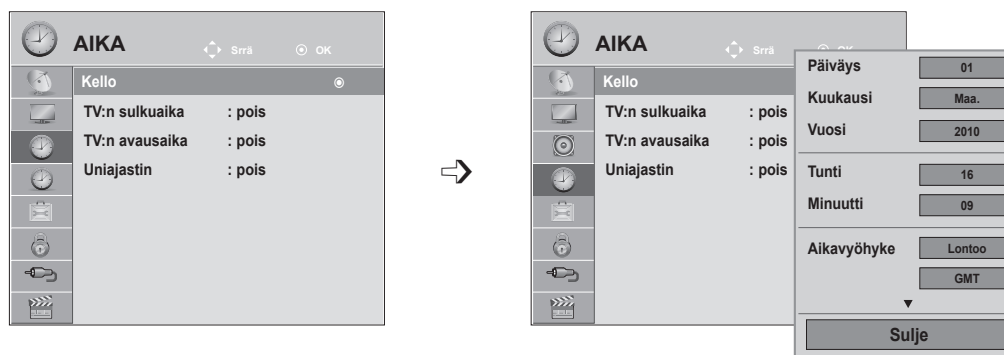 AIKA
Srrä
OK
Kello
TV:n sulkuaika : pois
TV:n avausaika : pois
Uniajastin : pois
AIKA
Srrä
OK
Kello
TV:n sulkuaika : pois
TV:n avausaika : pois
Uniajastin : pois
Päiväys 01
Kuukausi Maa.
Vuosi 2010
Tunti 16
Minuutti 09
Aikavyöhyke Lontoo
GMT
Sulje